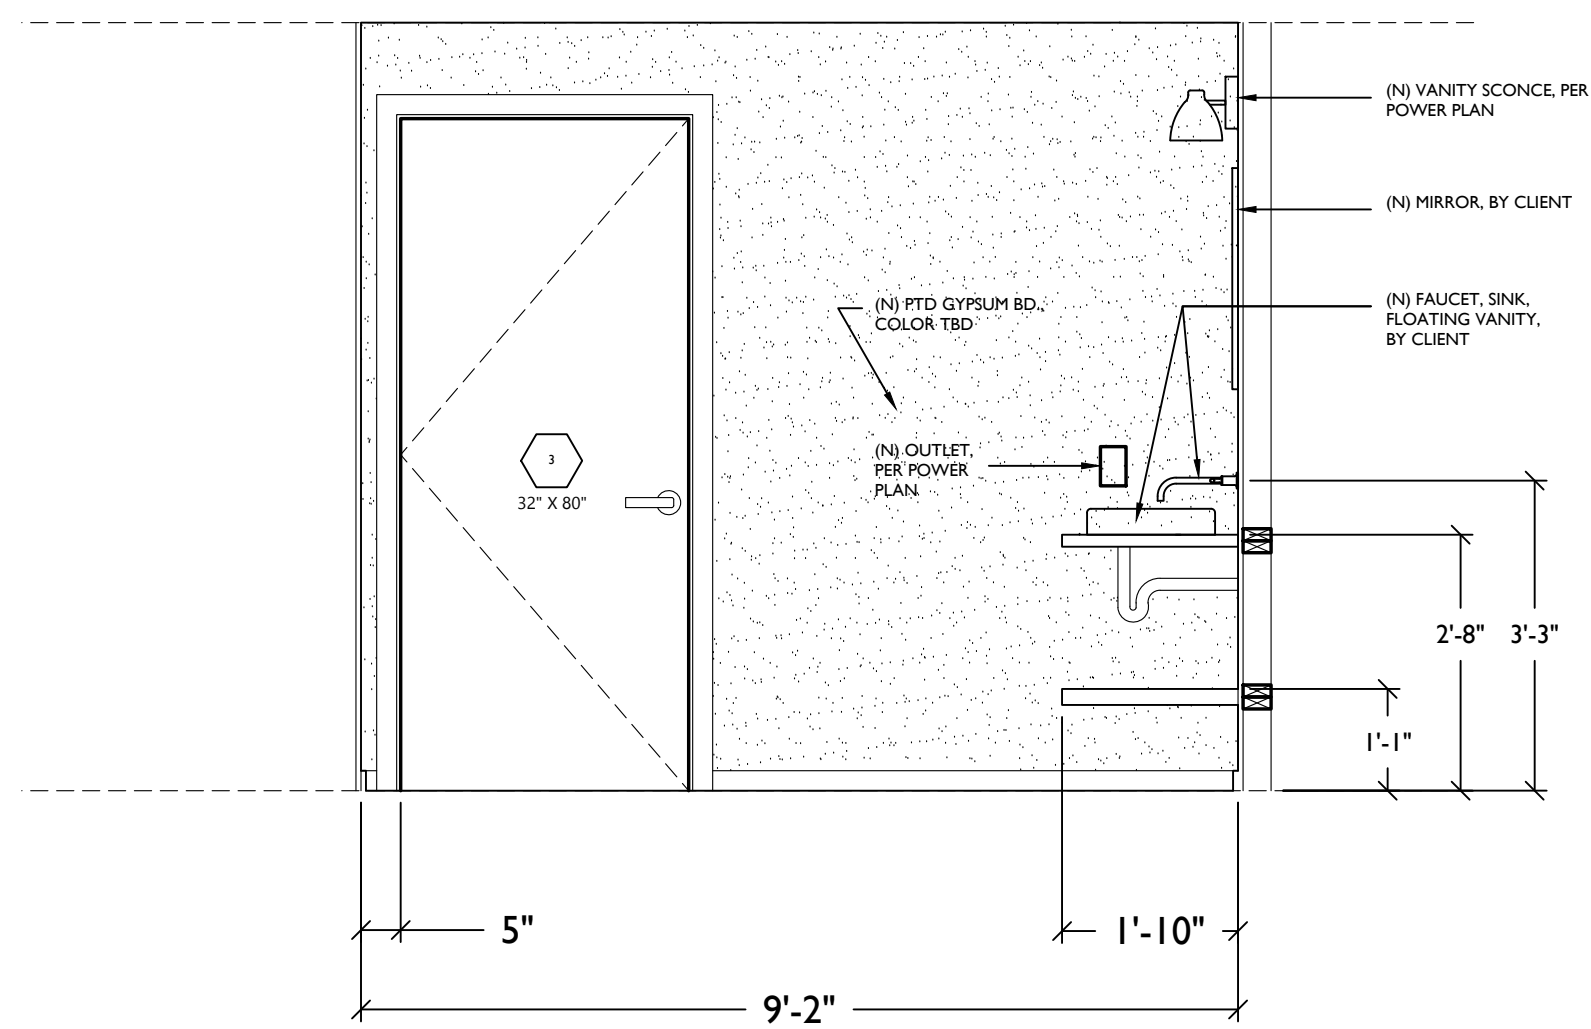 (N) VANITY SCONCE, PER
POWER PLAN
(N) MIRROR, BY CLIENT
(N) FAUCET, SINK,
FLOATING VANITY,
BY CLIENT
(N) PTD GYPSUM BD.,
COLOR TBD
(N) OUTLET,
PER POWER
PLAN
3
32" X 80"
2'-8"
3'-3"
1'-1"
5"
1'-10"
9'-2"